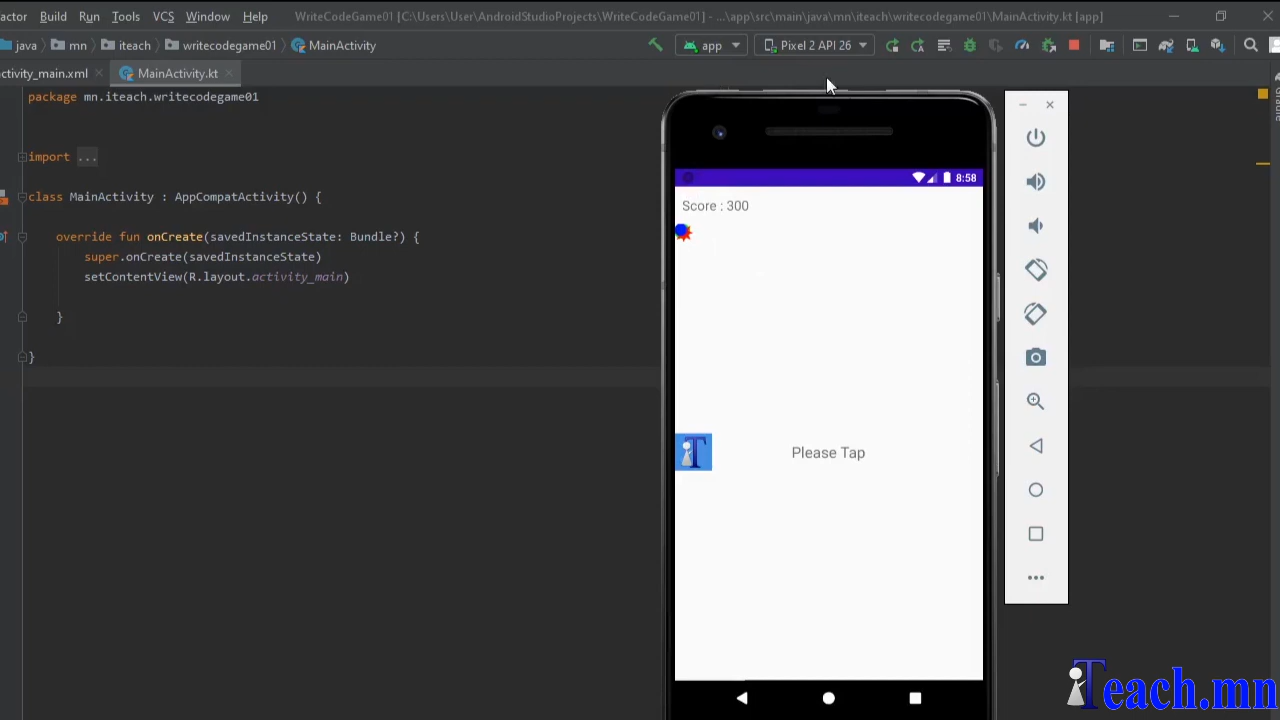 actor Build Run Tools VCS Window Help WriteCodeGame01 [C:\Users\User\AndroidStudioProjects\WriteCodeGame01] - ...\app\src\main\java\mn\iteach\writecodegame01\MainActivity.kt [app]
java mn iteach writecodegame01 MainActivity app Pixel 2 API 26
activity_main.xml MainActivity.kt
package mn.iteach.writecodegame01
import ...
class MainActivity : AppCompatActivity() {
override fun onCreate(savedInstanceState: Bundle?) {
super.onCreate(savedInstanceState)
setContentView(R.layout.activity_main)
}
}
8:58
Score : 300
T
Please Tap
Teach.mn